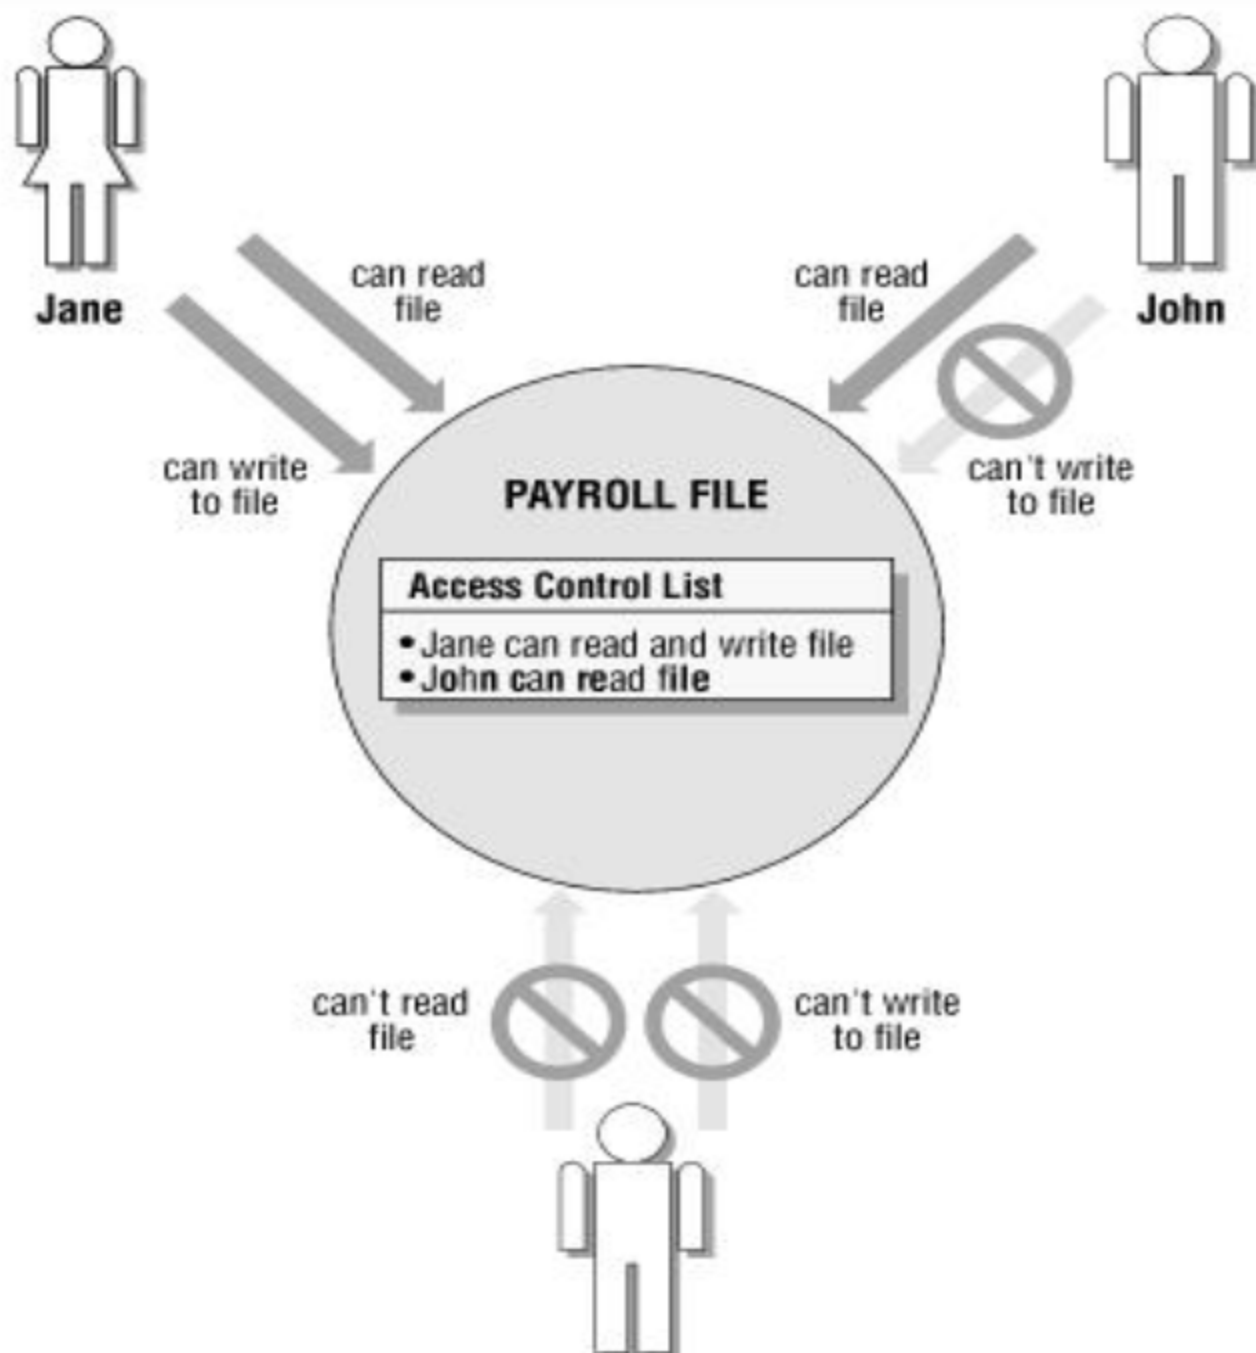 can read
file
can read
file
Jane
John
can write
to file
can't write
to file
PAYROLL FILE
Access Control List
•Jane can read and write file
•John can read file
can't read
file
can't write
to file